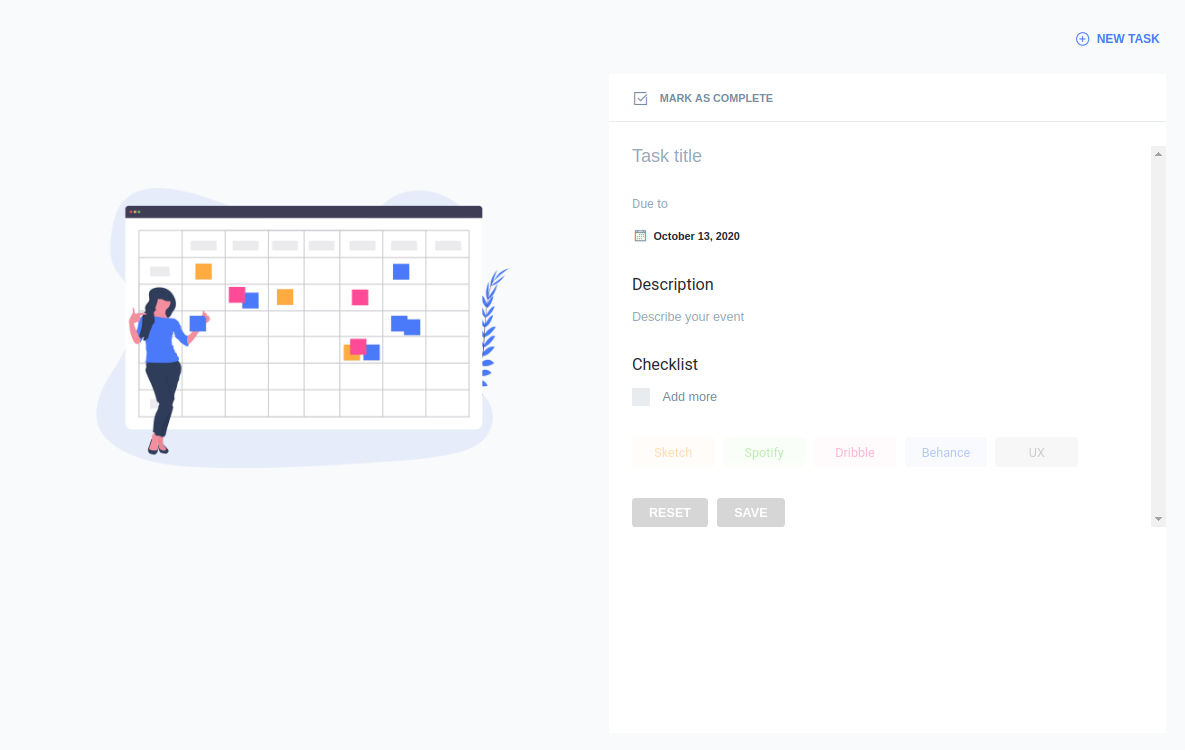 NEW TASK
MARK AS COMPLETE
Task title
Due to
October 13, 2020
Description
Describe your event
Checklist
Add more
Sketch Spotify Dribble Behance UX
RESET SAVE